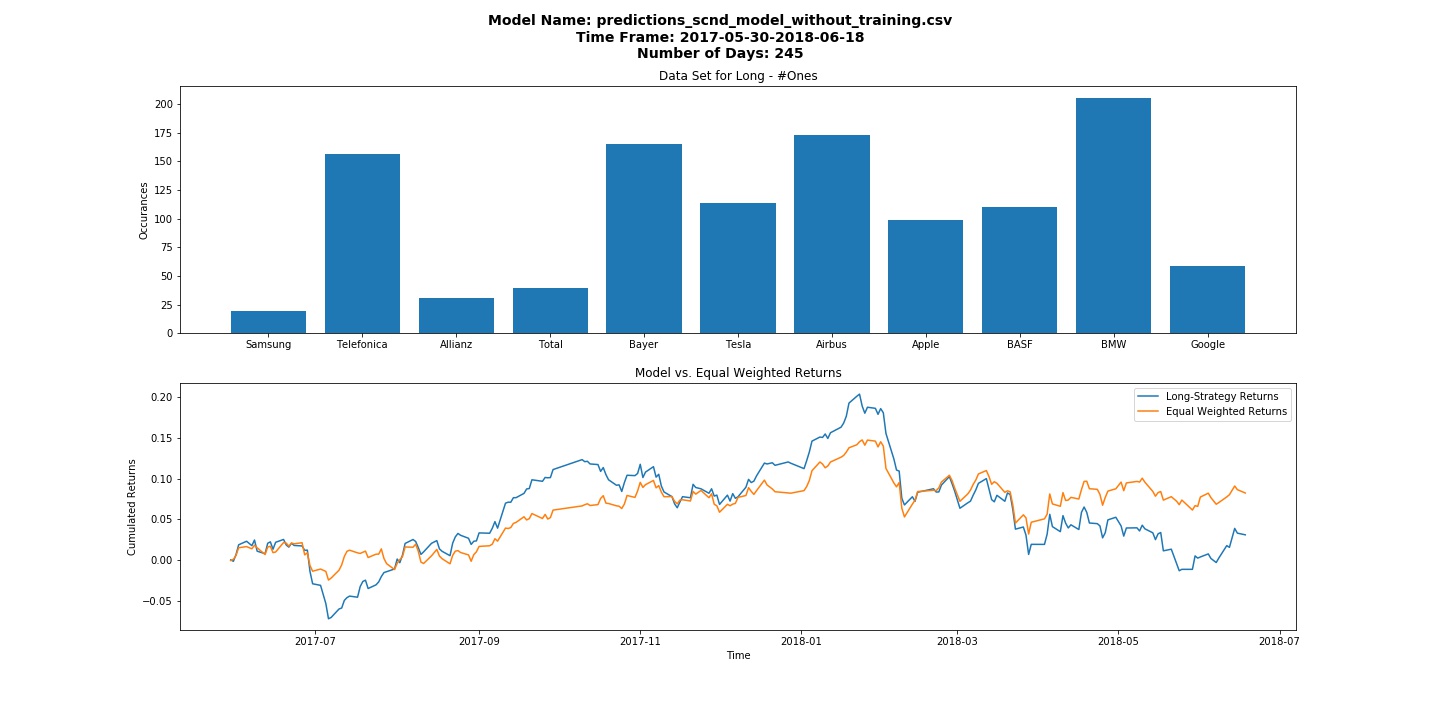 Model Name: predictions_scnd_model_without_training.csv
Time Frame: 2017-05-30-2018-06-18
Number of Days: 245
Data Set for Long - #Ones
200
175
150
125
100
75
50
25
0
Occurances
Samsung Telefonica Allianz Total Bayer Tesla Airbus Apple BASF BMW Google
Model vs. Equal Weighted Returns
Long-Strategy Returns
Equal Weighted Returns
0.20
0.15
0.10
0.05
0.00
−0.05
Cumulated Returns
2017-07 2017-09 2017-11 2018-01 2018-03 2018-05 2018-07
Time